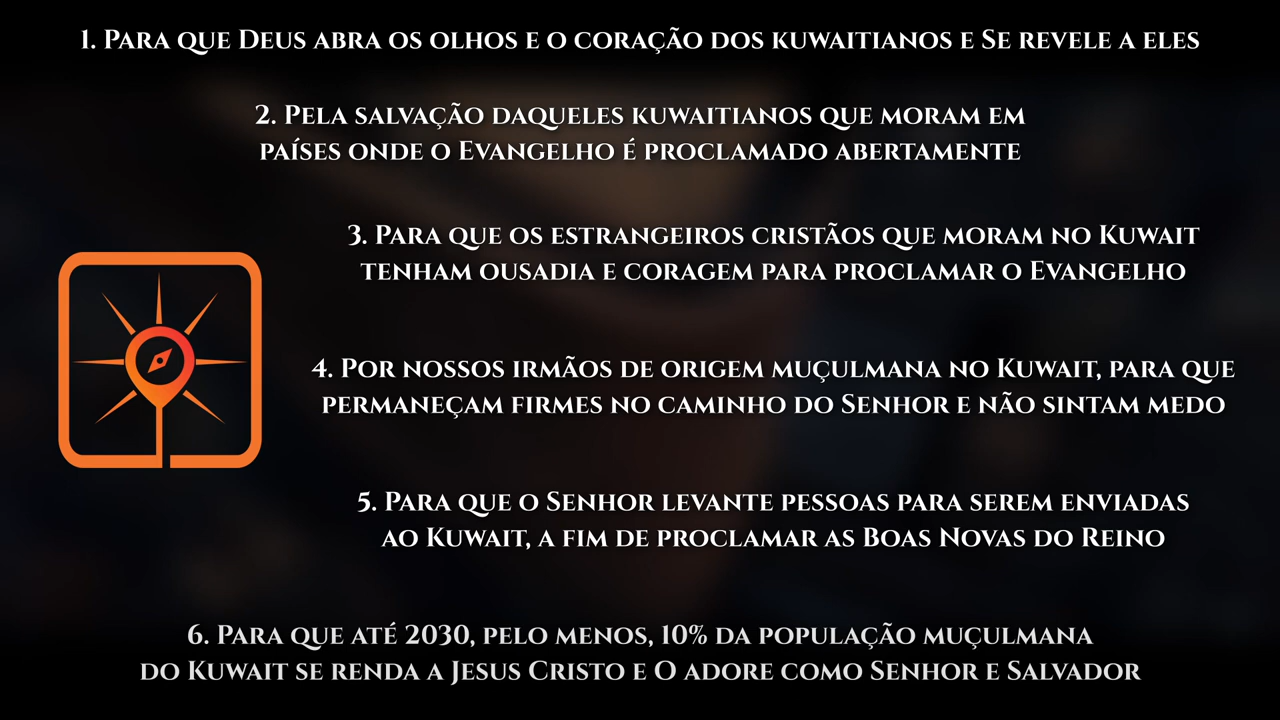 1. Para que Deus abra os olhos e o coração dos kuwaitianos e Se revele a eles
2. Pela salvação daqueles kuwaitianos que moram em
países onde o Evangelho é proclamado abertamente
3. Para que os estrangeiros cristãos que moram no Kuwait
tenham ousadia e coragem para proclamar o Evangelho
4. Por nossos irmãos de origem muçulmana no Kuwait, para que
permaneçam firmes no caminho do Senhor e não sintam medo
5. Para que o Senhor levante pessoas para serem enviadas
ao Kuwait, a fim de proclamar as Boas Novas do Reino
6. Para que até 2030, pelo menos, 10% da população muçulmana
do Kuwait se renda a Jesus Cristo e O adore como Senhor e Salvador